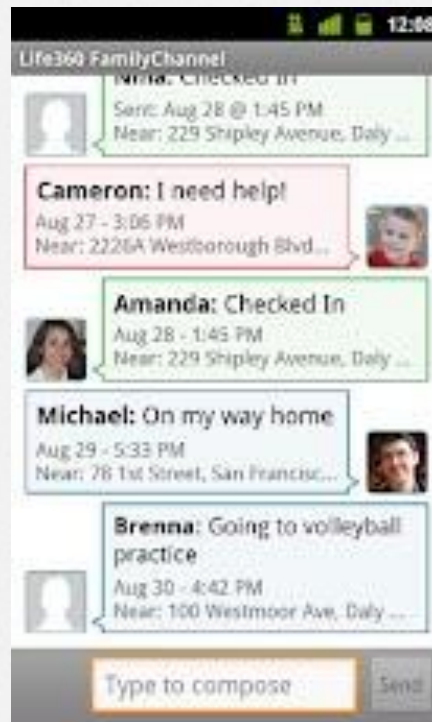 12:08
Life360 FamilyChannel
Nina: Checked In
Sent: Aug 28 @ 1:45 PM
Near: 229 Shipley Avenue, Daly ...
Cameron: I need help!
Aug 27 - 3:06 PM
Near: 2226A Westborough Blvd...
Amanda: Checked In
Aug 28 - 1:45 PM
Near: 229 Shipley Avenue, Daly ...
Michael: On my way home
Aug 29 - 5:33 PM
Near: 78 1st Street, San Francisc...
Brenna: Going to volleyball
practice
Aug 30 - 4:42 PM
Near: 100 Westmoor Ave, Daly ...
Type to compose
Send